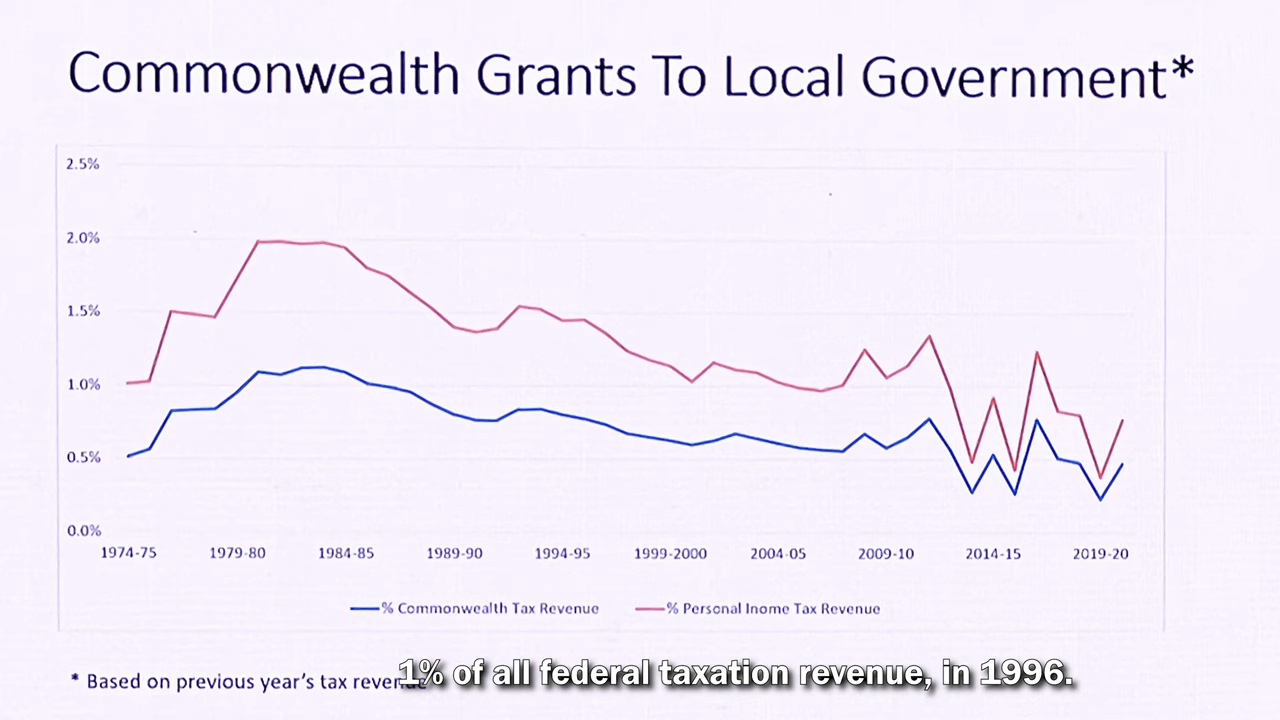 Commonwealth Grants To Local Government*
2.5%
2.0%
1.5%
1.0%
0.5%
0.0%
1974-75 1979-80 1984-85 1989-90 1994-95 1999-2000 2004-05 2009-10 2014-15 2019-20
% Commonwealth Tax Revenue % Personal Inome Tax Revenue
* Based on previous year's tax revenue
1% of all federal taxation revenue, in 1996.